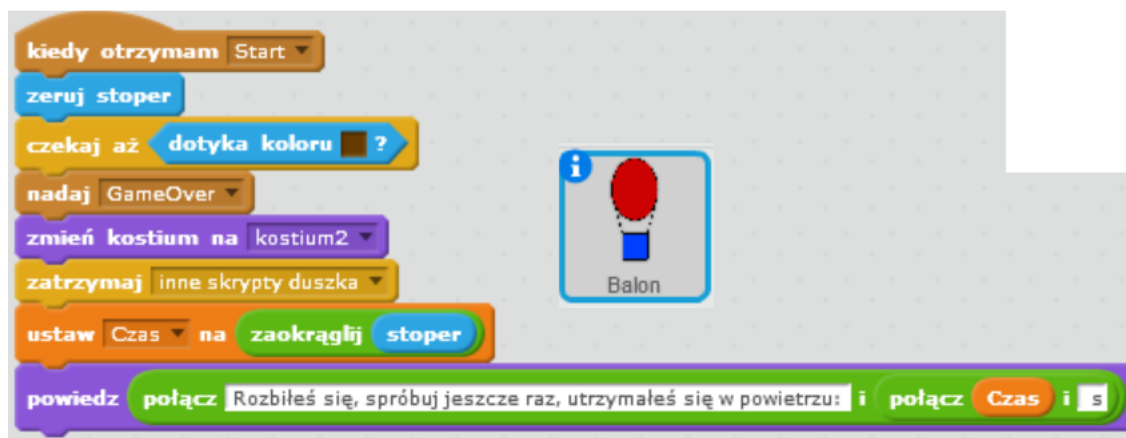 kiedy otrzymam Start
zeruj stoper
czekaj aż dotyka koloru ?
nadaj GameOver
zmień kostium na kostium2
zatrzymaj inne skrypty duszka
ustaw Czas na zaokrąglij stoper
powiedz połącz Rozbiłeś się, spróbuj jeszcze raz, utrzymałeś się w powietrzu: i połącz Czas i s
i
Balon